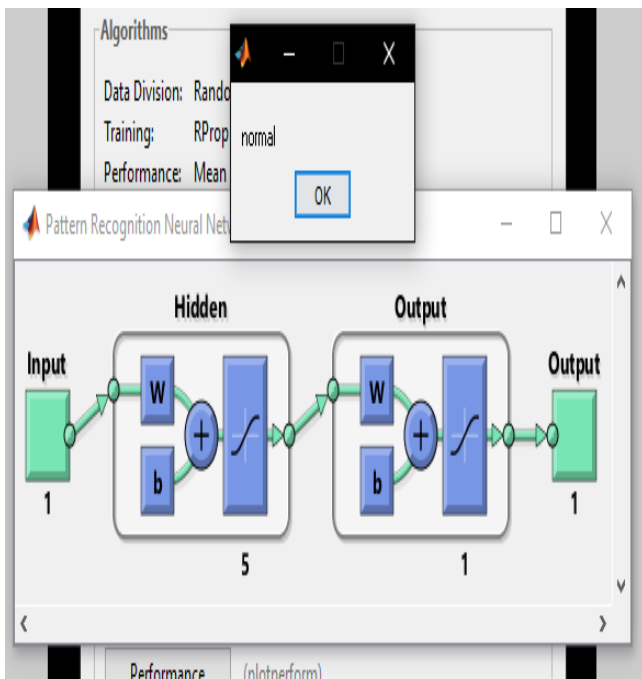 Algorithms
Data Division: Rando
Training: RProp
Performance: Mean
normal
OK
Pattern Recognition Neural Net
Hidden
Output
Input
Output
W
b
+
W
b
+
1
5
1
1
Performance (plotperform)